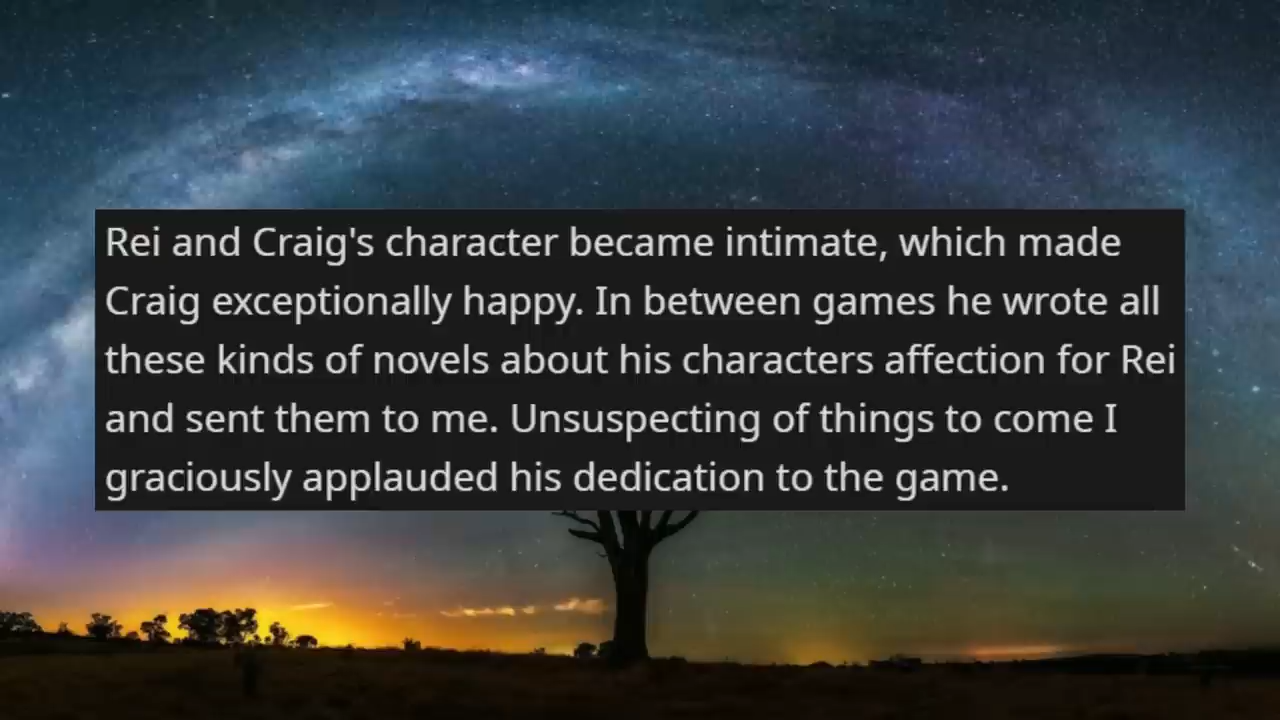 Rei and Craig's character became intimate, which made
Craig exceptionally happy. In between games he wrote all
these kinds of novels about his characters affection for Rei
and sent them to me. Unsuspecting of things to come I
graciously applauded his dedication to the game.